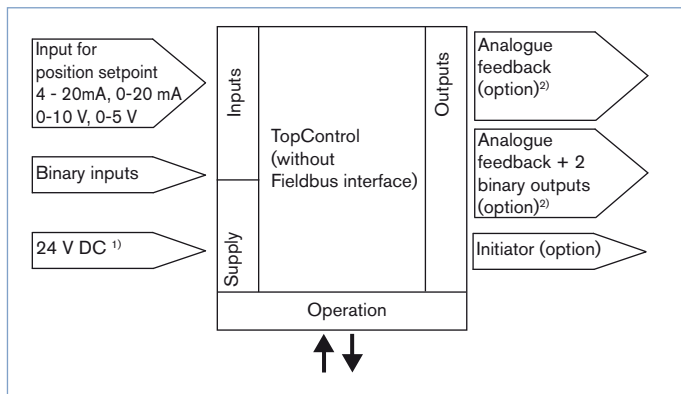 Input for
position setpoint
4 - 20mA, 0-20 mA
0-10 V, 0-5 V
Binary inputs
24 V DC 1)
Inputs
Supply
TopControl
(without
Fieldbus interface)
Outputs
Operation
Analogue
feedback
(option)2)
Analogue
feedback + 2
binary outputs
(option)2)
Initiator (option)